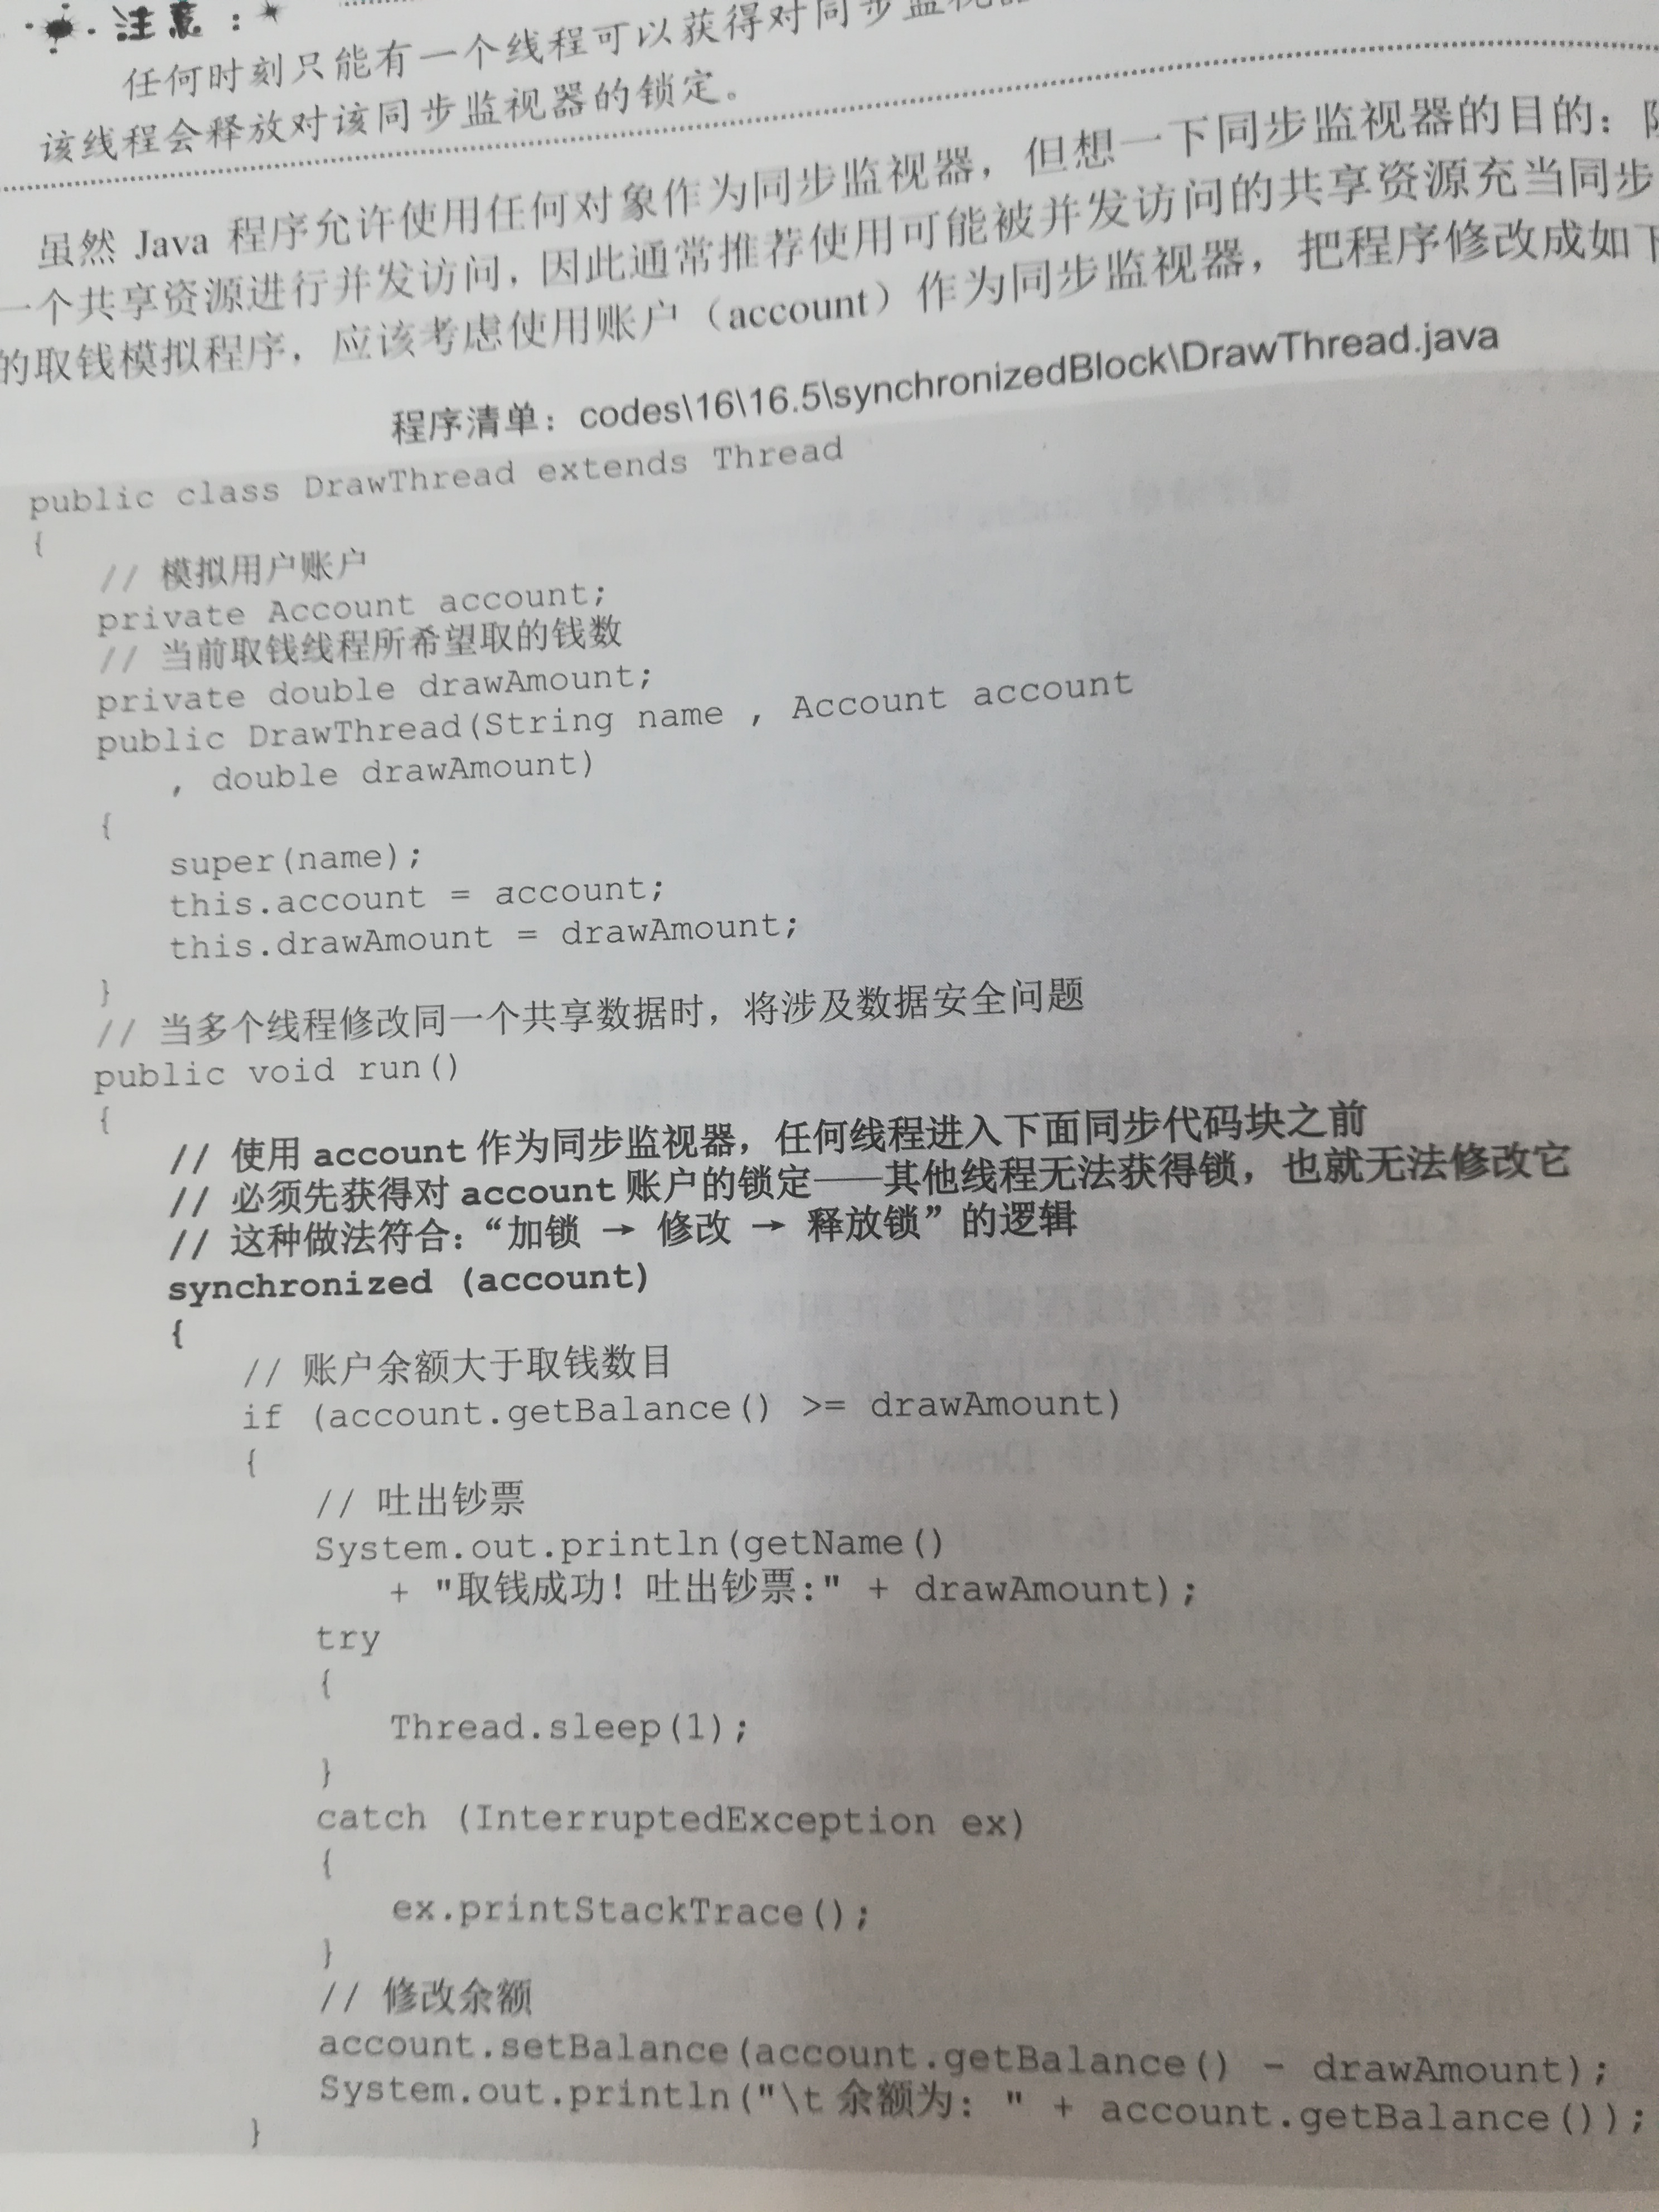 注意：
任何时刻只能有一个线程可以获得对同步监视器
该线程会释放对该同步监视器的锁定。
虽然 Java 程序允许使用任何对象作为同步监视器，但想一下同步监视器的目的：
一个共享资源进行并发访问，因此通常推荐使用可能被并发访问的共享资源充当同步
的取钱模拟程序，应该考虑使用账户（account）作为同步监视器，把程序修改成如下
程序清单：codes\16\16.5\synchronizedBlock\DrawThread.java
public class DrawThread extends Thread
{
// 模拟用户账户
private Account account;
// 当前取钱线程所希望取的钱数
private double drawAmount;
public DrawThread(String name , Account account
, double drawAmount)
{
super(name);
this.account = account;
this.drawAmount = drawAmount;
}
// 当多个线程修改同一个共享数据时，将涉及数据安全问题
public void run()
{
// 使用 account 作为同步监视器，任何线程进入下面同步代码块之前
// 必须先获得对 account 账户的锁定——其他线程无法获得锁，也就无法修改它
// 这种做法符合：“加锁 → 修改 → 释放锁”的逻辑
synchronized (account)
{
// 账户余额大于取钱数目
if (account.getBalance() >= drawAmount)
{
// 吐出钞票
System.out.println(getName()
+ "取钱成功！吐出钞票:" + drawAmount);
try
{
Thread.sleep(1);
}
catch (InterruptedException ex)
{
ex.printStackTrace();
}
// 修改余额
account.setBalance(account.getBalance() - drawAmount);
System.out.println("\t 余额为： " + account.getBalance());
}